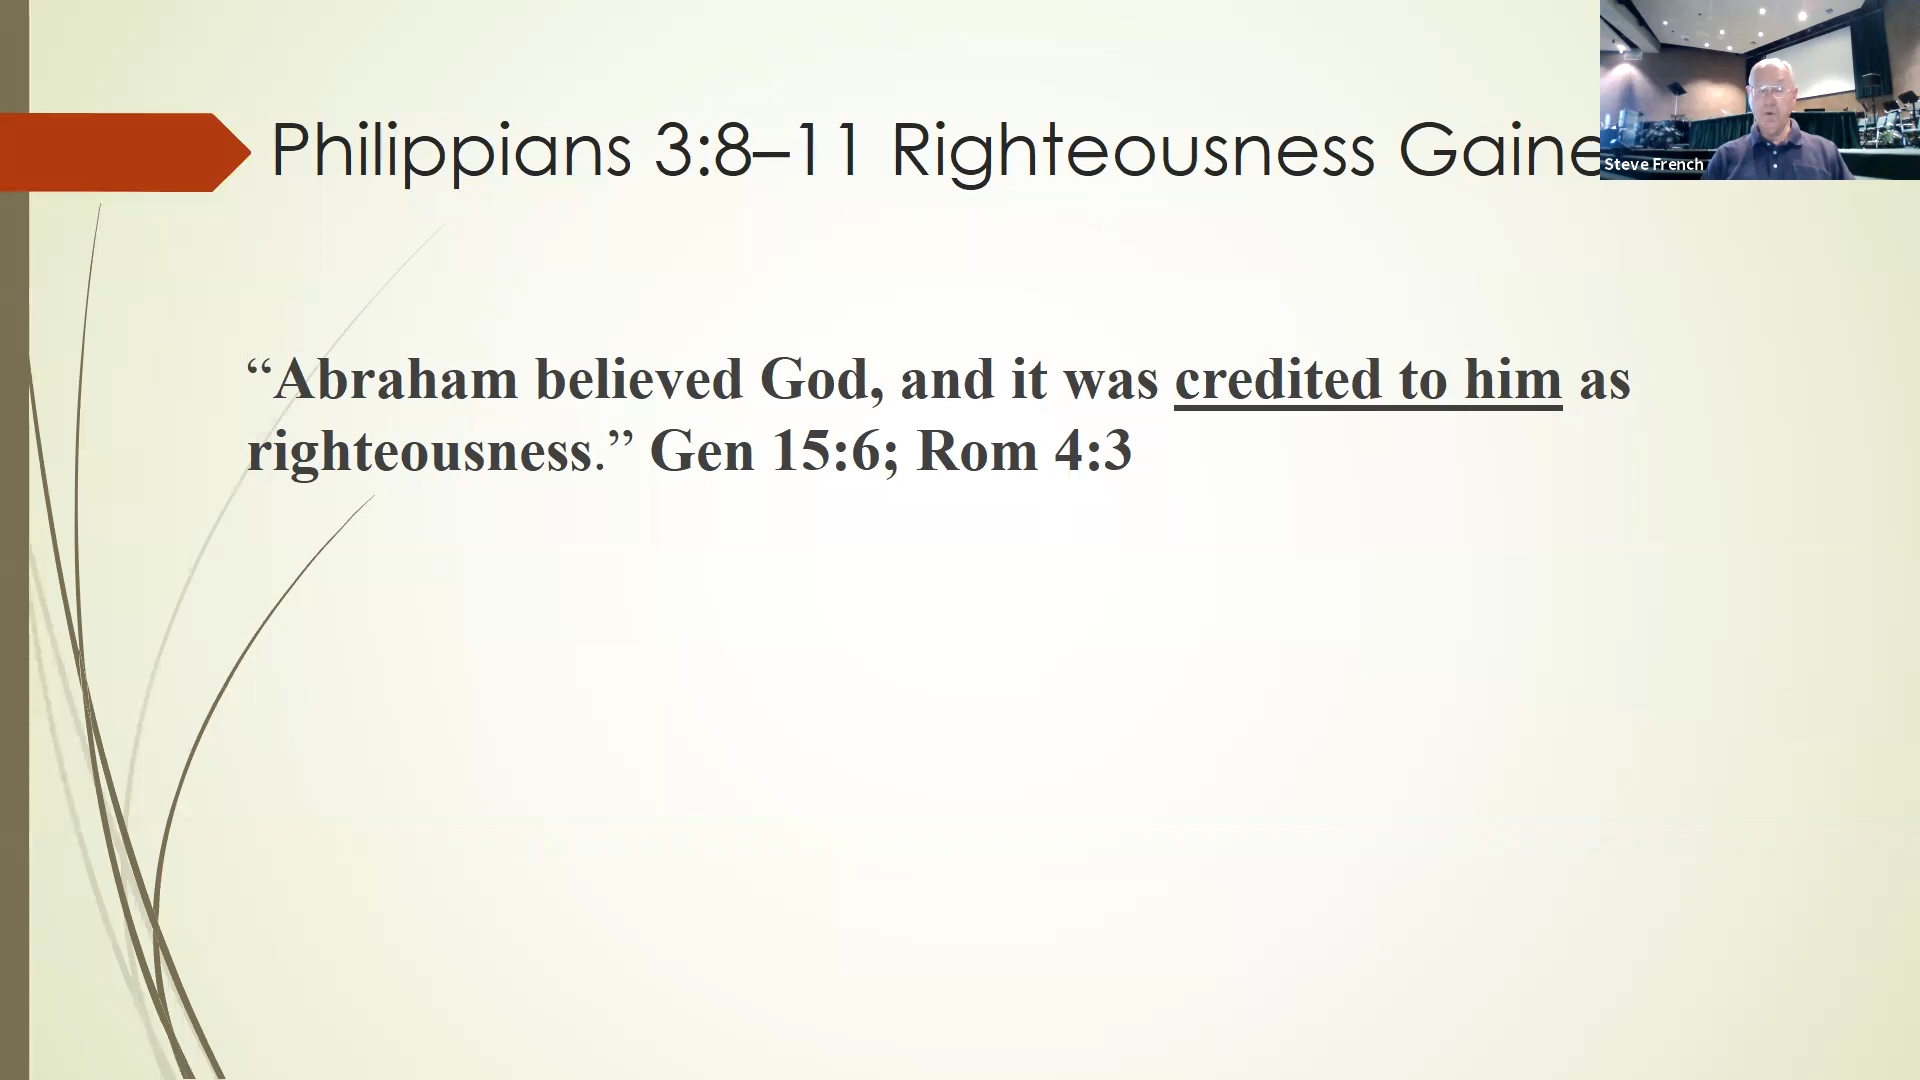 Philippians 3:8–11 Righteousness Gaine
“Abraham believed God, and it was credited to him as
righteousness.” Gen 15:6; Rom 4:3
Steve French